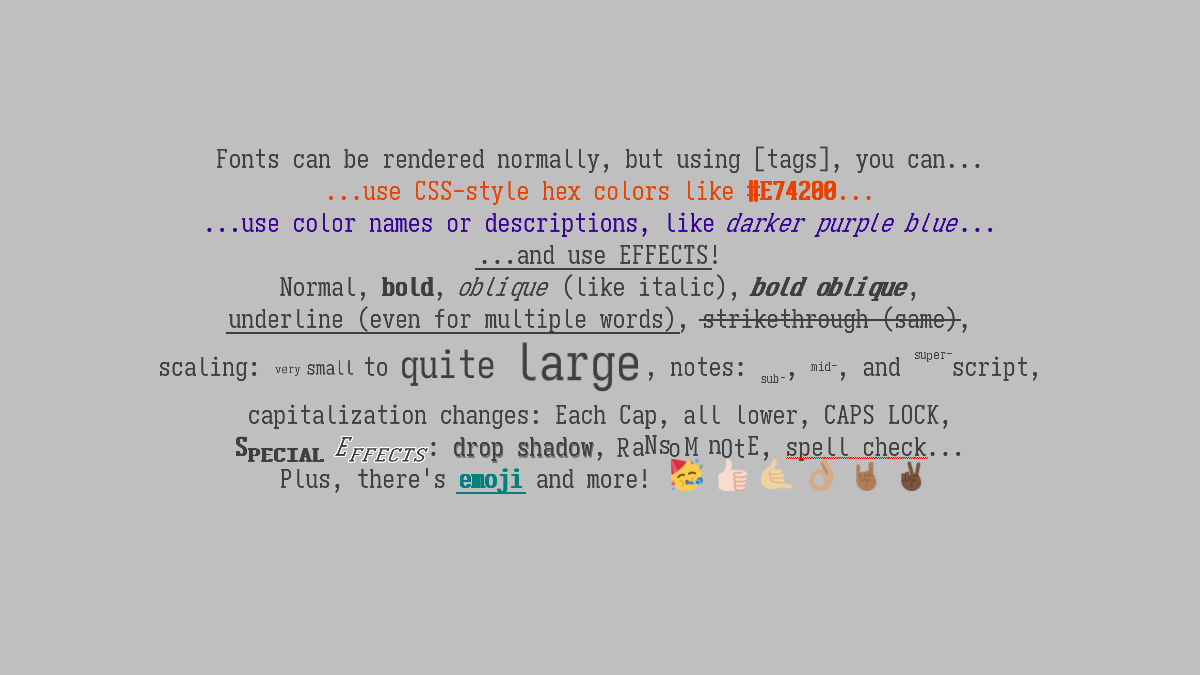 Fonts can be rendered normally, but using [tags], you can...
...use CSS-style hex colors like #E74200...
...use color names or descriptions, like darker purple blue...
...and use EFFECTS!
Normal, bold, oblique (like italic), bold oblique,
underline (even for multiple words), strikethrough (same),
scaling: very small to quite large, notes: sub-, mid-, and super-script,
capitalization changes: Each Cap, all lower, CAPS LOCK,
Special Effects: drop shadow, RaNsoM nOtE, spell check...
Plus, there's emoji and more! 🥳 👍🏻 🤙🏼 👌🏽 🤘🏾 ✌🏿